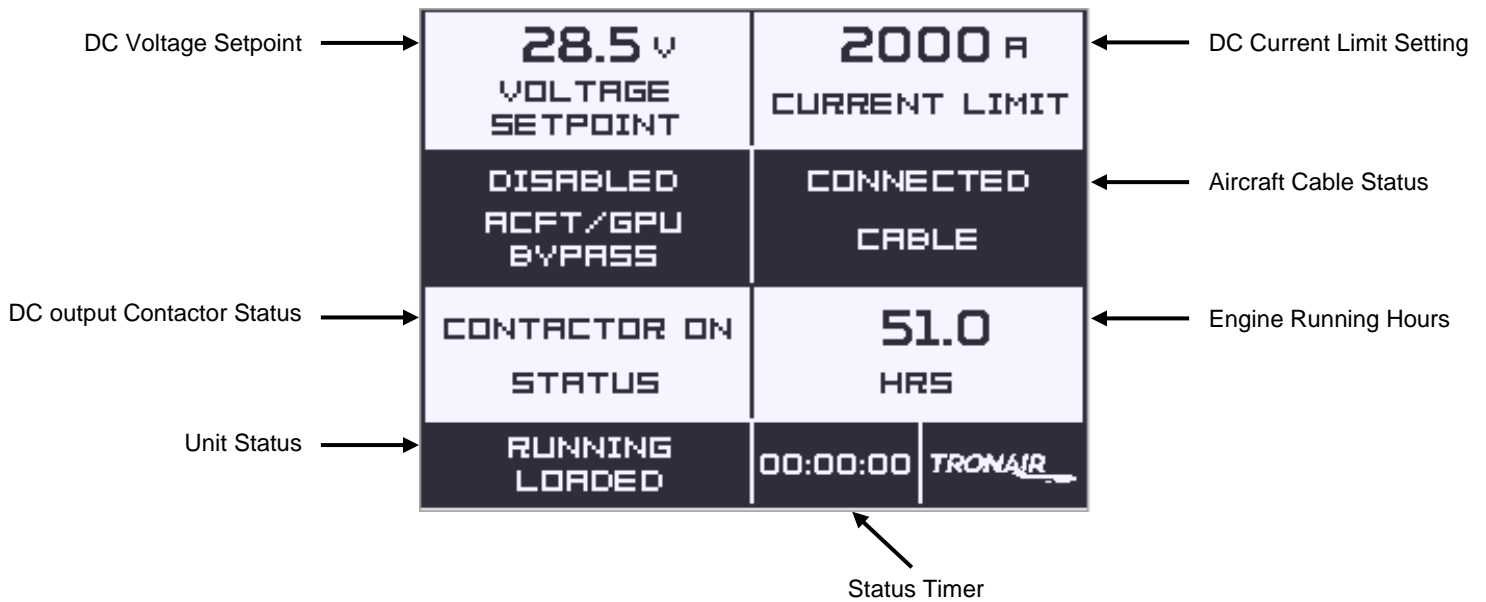 DC Voltage Setpoint
28.5 V
VOLTAGE
SETPOINT
2000 A
CURRENT LIMIT
DC Current Limit Setting
DISABLED
ACFT/GPU
BYPASS
CONNECTED
CABLE
Aircraft Cable Status
DC output Contactor Status
CONTACTOR ON
STATUS
51.0
HRS
Engine Running Hours
Unit Status
RUNNING
LOADED
00:00:00
TRONAIR
Status Timer